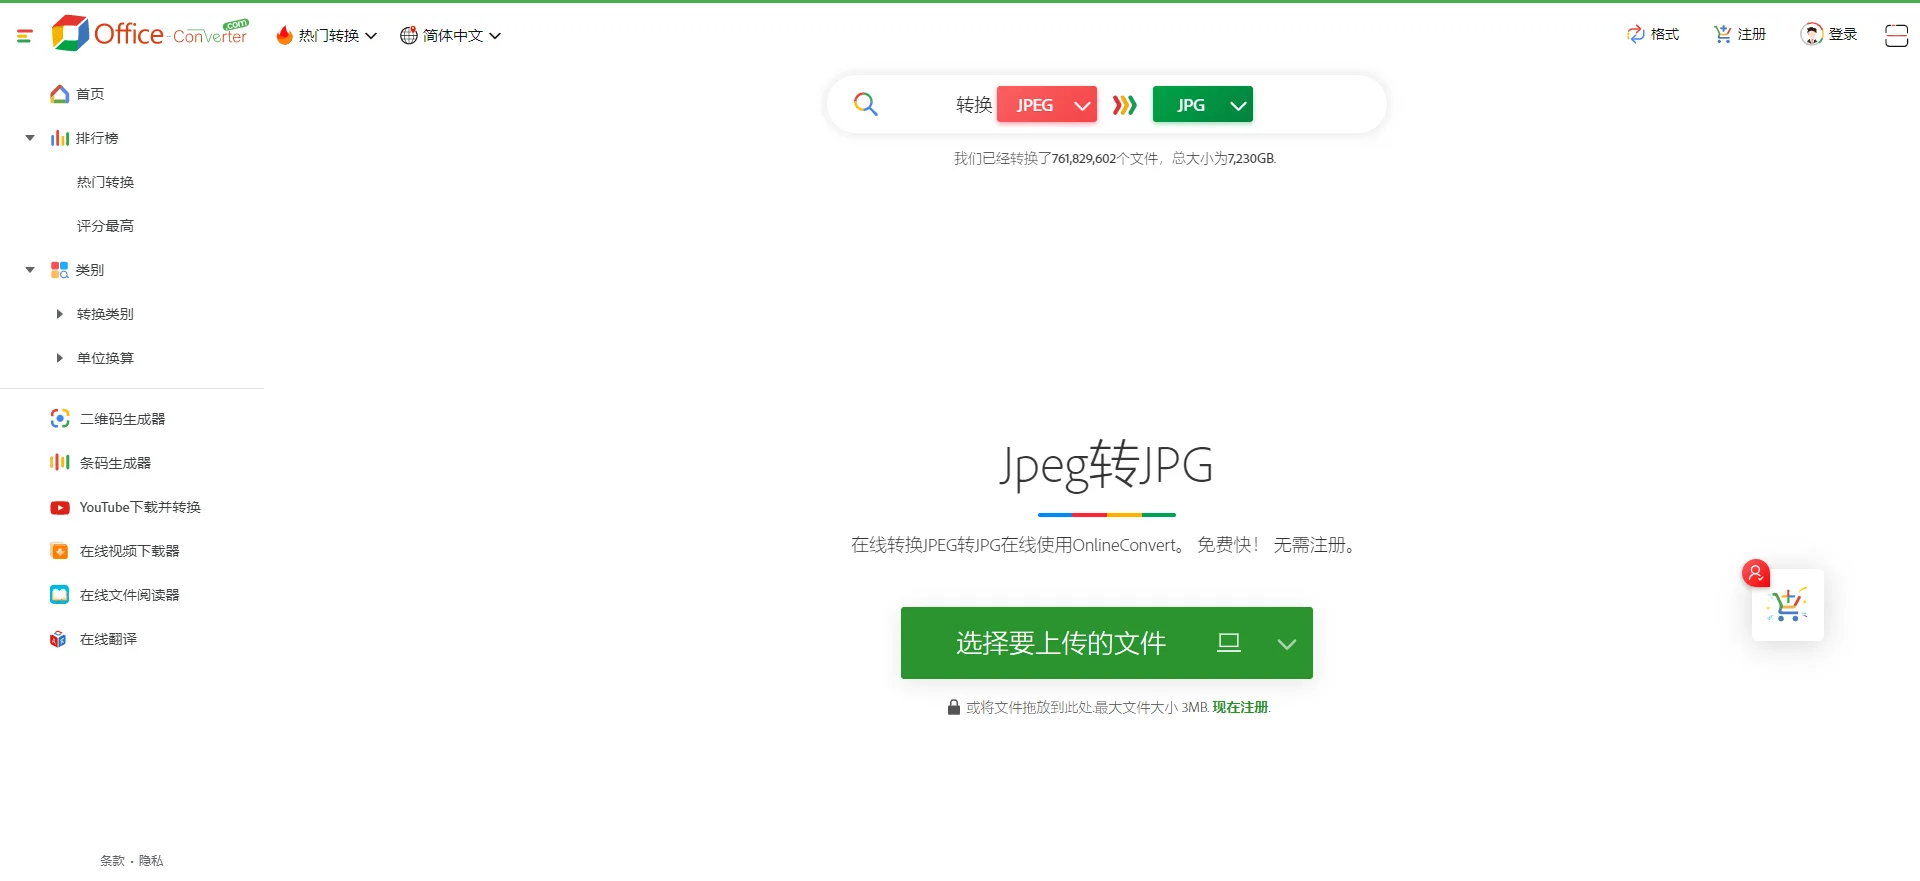 Office-Converter.com
热门转换
简体中文
格式
注册
登录
首页
排行榜
热门转换
评分最高
类别
转换类别
单位换算
二维码生成器
条码生成器
YouTube下载并转换
在线视频下载器
在线文件阅读器
在线翻译
条款 · 隐私
转换 JPEG JPG
我们已经转换了761,829,602个文件，总大小为7,230GB.
Jpeg转JPG
在线转换JPEG转JPG在线使用OnlineConvert。 免费快！ 无需注册。
选择要上传的文件
或将文件拖放到此处.最大文件大小 3MB. 现在注册.